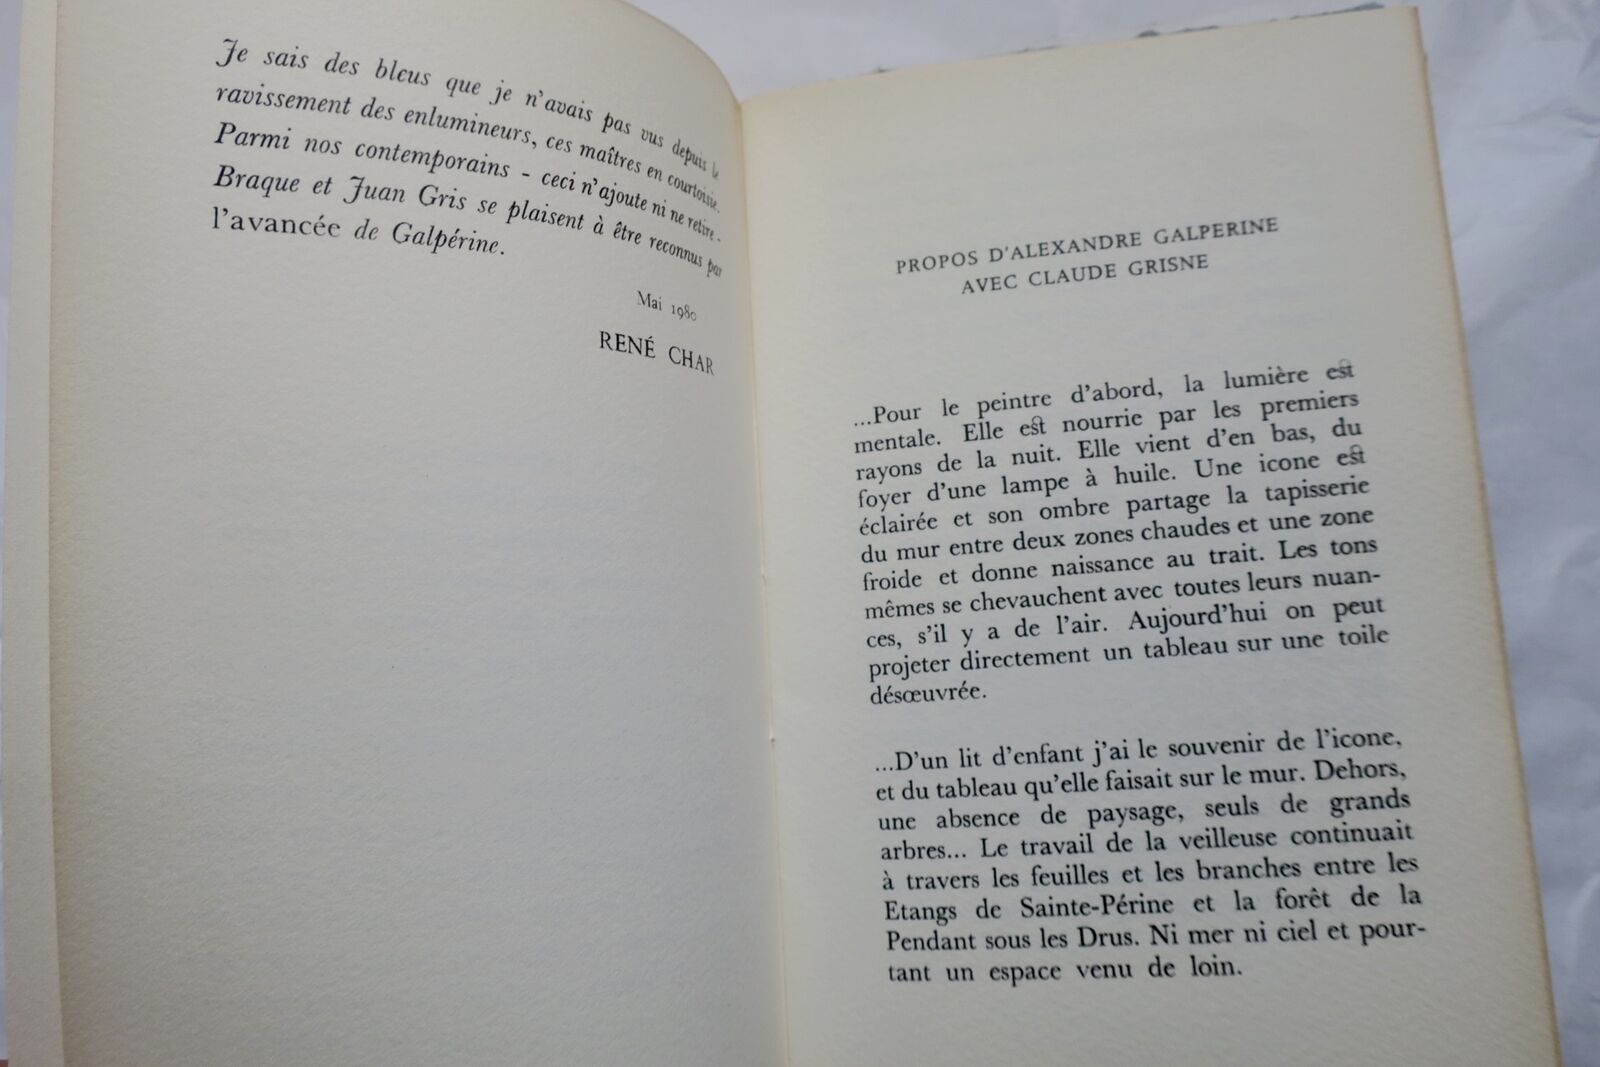 Je sais des bleus que je n'avais pas vus depuis le
ravissement des enlumineurs, ces maîtres en courtoisie.
Parmi nos contemporains - ceci n'ajoute ni ne retire -
Braque et Juan Gris se plaisent à être reconnus par
l'avancée de Galpérine.
Mai 1980
RENÉ CHAR
PROPOS D'ALEXANDRE GALPERINE
AVEC CLAUDE GRISNE
...Pour le peintre d'abord, la lumière est
mentale. Elle est nourrie par les premiers
rayons de la nuit. Elle vient d'en bas, du
foyer d'une lampe à huile. Une icone est
éclairée et son ombre partage la tapisserie
du mur entre deux zones chaudes et une zone
froide et donne naissance au trait. Les tons
mêmes se chevauchent avec toutes leurs nuan-
ces, s'il y a de l'air. Aujourd'hui on peut
projeter directement un tableau sur une toile
désœuvrée.
...D'un lit d'enfant j'ai le souvenir de l'icone,
et du tableau qu'elle faisait sur le mur. Dehors,
une absence de paysage, seuls de grands
arbres... Le travail de la veilleuse continuait
à travers les feuilles et les branches entre les
Etangs de Sainte-Périne et la forêt de la
Pendant sous les Drus. Ni mer ni ciel et pour-
tant un espace venu de loin.